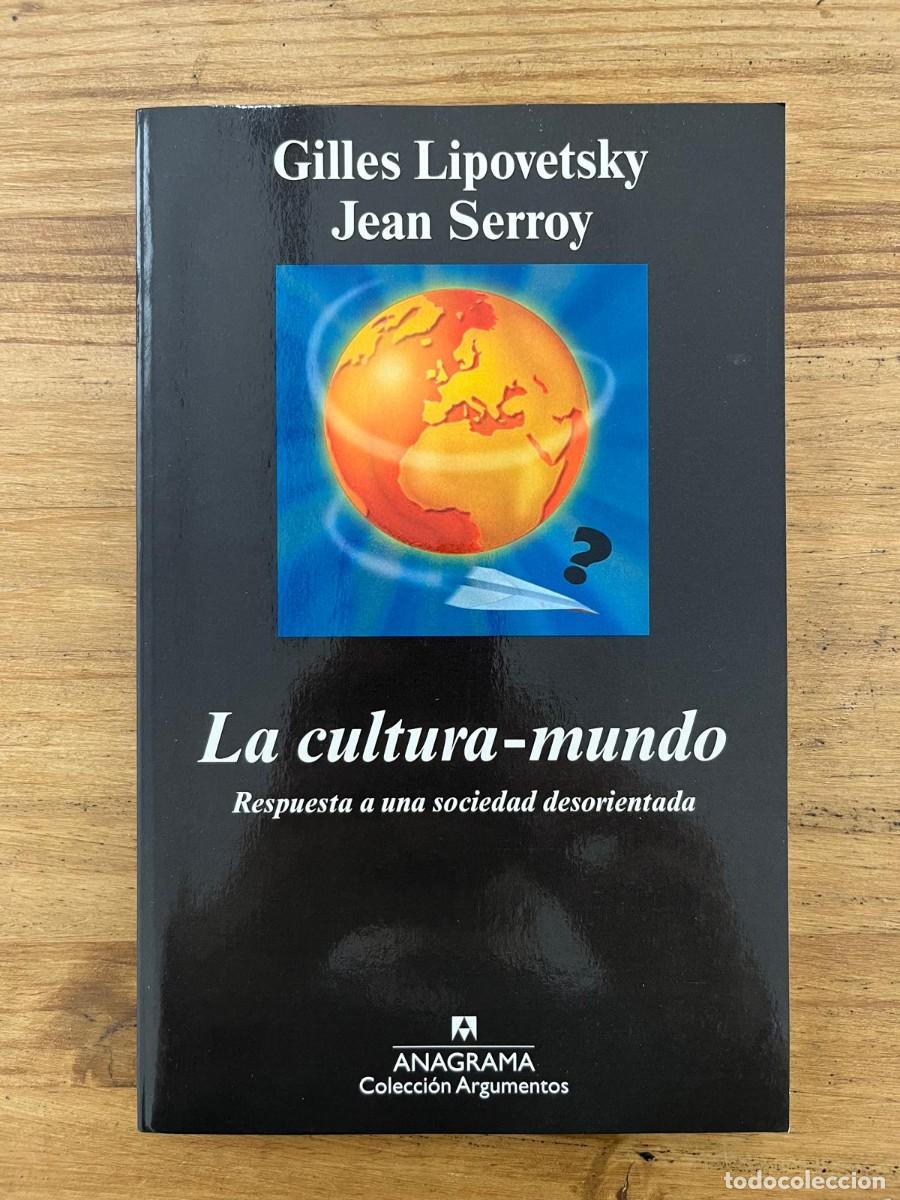 Gilles Lipovetsky
Jean Serroy
?
La cultura-mundo
Respuesta a una sociedad desorientada
ANAGRAMA
Colección Argumentos
todocoleccion